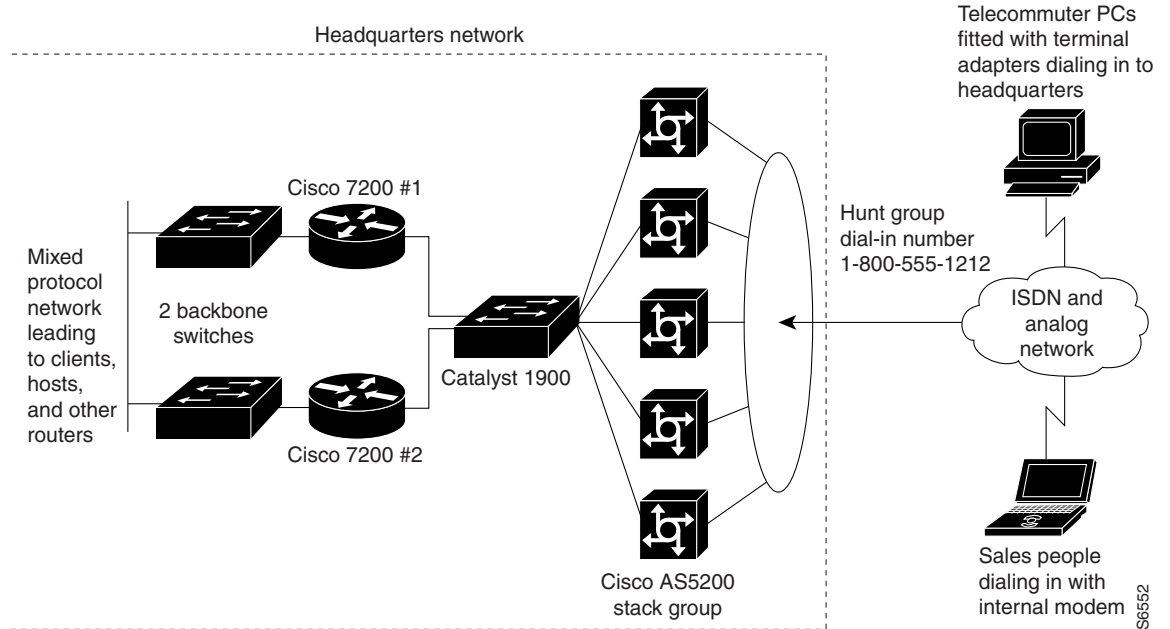 Headquarters network
Telecommuter PCs
fitted with terminal
adapters dialing in to
headquarters
Cisco 7200 #1
Hunt group
dial-in number
1-800-555-1212
Mixed
protocol
network
leading
to clients,
hosts,
and other
routers
2 backbone
switches
ISDN and
analog
network
Catalyst 1900
Cisco 7200 #2
Cisco AS5200
stack group
Sales people
dialing in with
internal modem
S6552